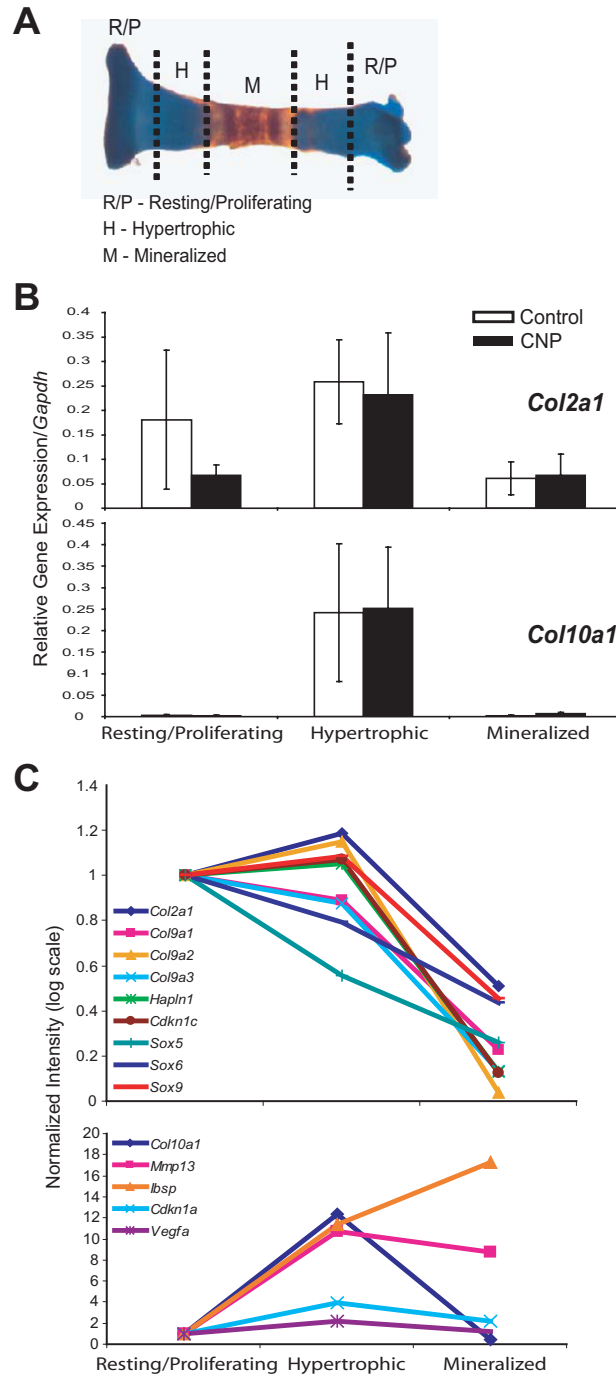 A
R/P
H
M
H
R/P
R/P - Resting/Proliferating
H - Hypertrophic
M - Mineralized
B
Relative Gene Expression/Gapdh
0.4
0.35
0.3
0.25
0.2
0.15
0.1
0.05
0
Control
CNP
Col2a1
0.45
0.4
0.35
0.3
0.25
0.2
0.15
0.1
0.05
0
Col10a1
Resting/Proliferating Hypertrophic Mineralized
C
Normalized Intensity (log scale)
1.4
1.2
1
0.8
0.6
0.4
0.2
0
Col2a1
Col9a1
Col9a2
Col9a3
Hapln1
Cdkn1c
Sox5
Sox6
Sox9
20
18
16
14
12
10
8
6
4
2
0
Col10a1
Mmp13
Ibsp
Cdkn1a
Vegfa
Resting/Proliferating Hypertrophic Mineralized